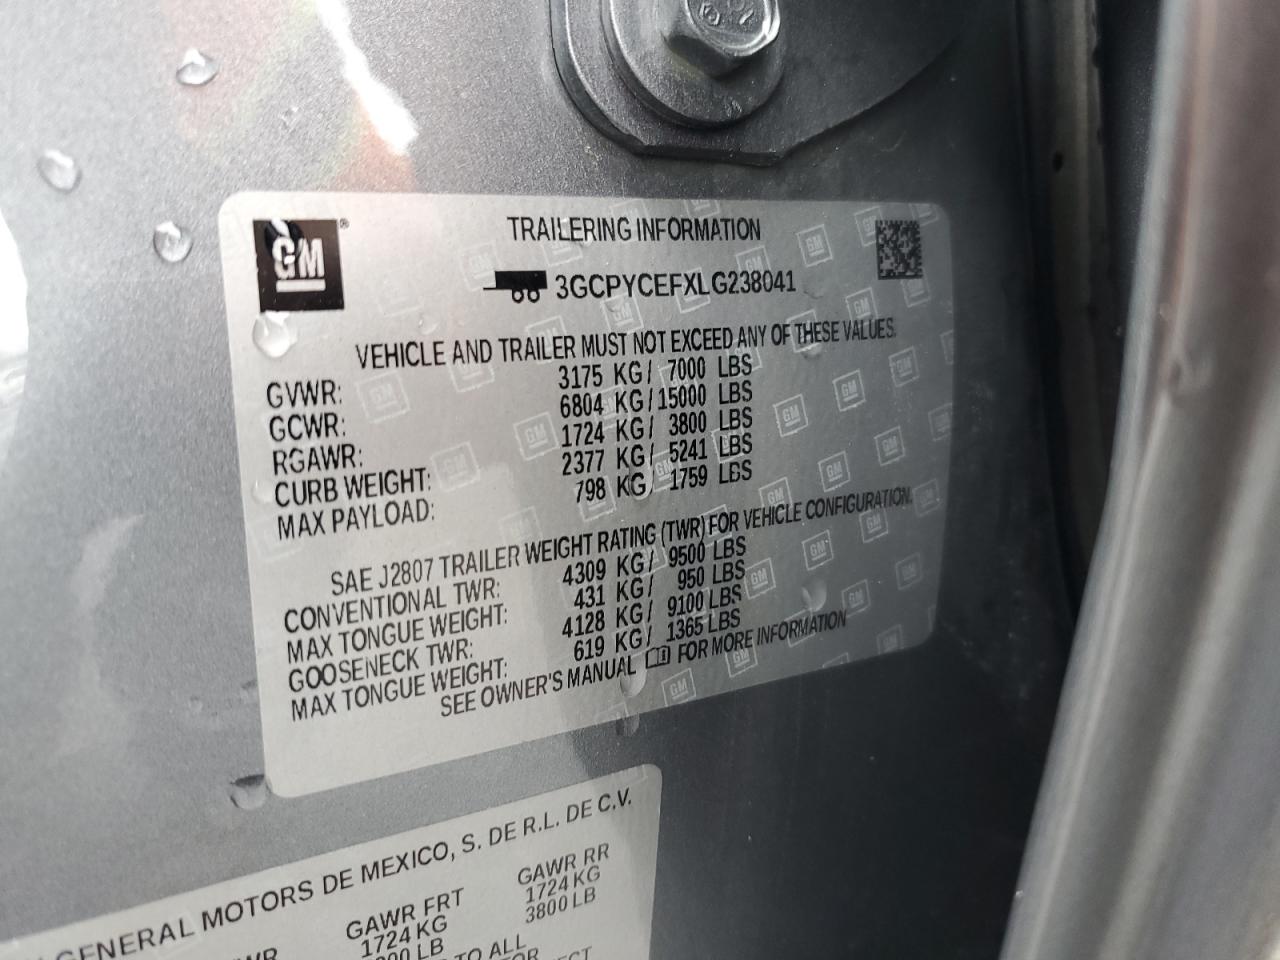 GM
TRAILERING INFORMATION
3GCPYCEFXLG238041
VEHICLE AND TRAILER MUST NOT EXCEED ANY OF THESE VALUES.
GVWR: 3175 KG/ 7000 LBS
GCWR: 6804 KG/15000 LBS
RGAWR: 1724 KG/ 3800 LBS
CURB WEIGHT: 2377 KG/ 5241 LBS
MAX PAYLOAD: 798 KG/ 1759 LBS
SAE J2807 TRAILER WEIGHT RATING (TWR) FOR VEHICLE CONFIGURATION.
CONVENTIONAL TWR: 4309 KG/ 9500 LBS
MAX TONGUE WEIGHT: 431 KG/ 950 LBS
GOOSENECK TWR: 4128 KG/ 9100 LBS
MAX TONGUE WEIGHT: 619 KG/ 1365 LBS
SEE OWNER'S MANUAL FOR MORE INFORMATION
GENERAL MOTORS DE MEXICO, S. DE R.L. DE C.V.
GAWR FRT GAWR RR
1724 KG 1724 KG
3800 LB
TO ALL